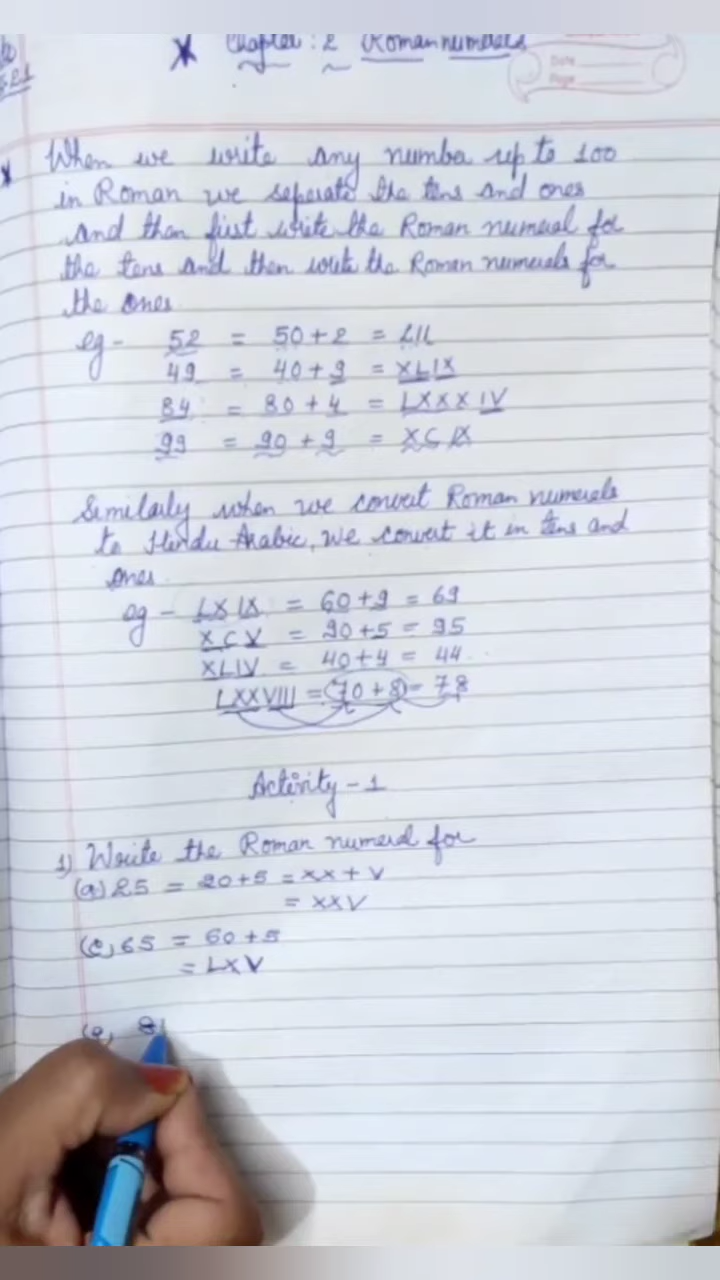 Chapter : 2 Roman numerals
Date
Page
When we write any number up to 100
in Roman we seperate the tens and ones
and then first write the Roman numeral for
the tens and then write the Roman numerals for
the ones
eg - 52 = 50 + 2 = LII
49 = 40 + 9 = XLIX
84 = 80 + 4 = LXXXIV
99 = 90 + 9 = XCIX
Similarly when we convert Roman numerals
to Hindu Arabic, we convert it in tens and
ones
eg - LXIX = 60 + 9 = 69
XCV = 90 + 5 = 95
XLIV = 40 + 4 = 44
LXXVIII = (70 + 8) = 78
Activity - 1
1) Write the Roman numeral for
(a) 25 = 20 + 5 = XX + V
= XXV
(c) 65 = 60 + 5
= LXV